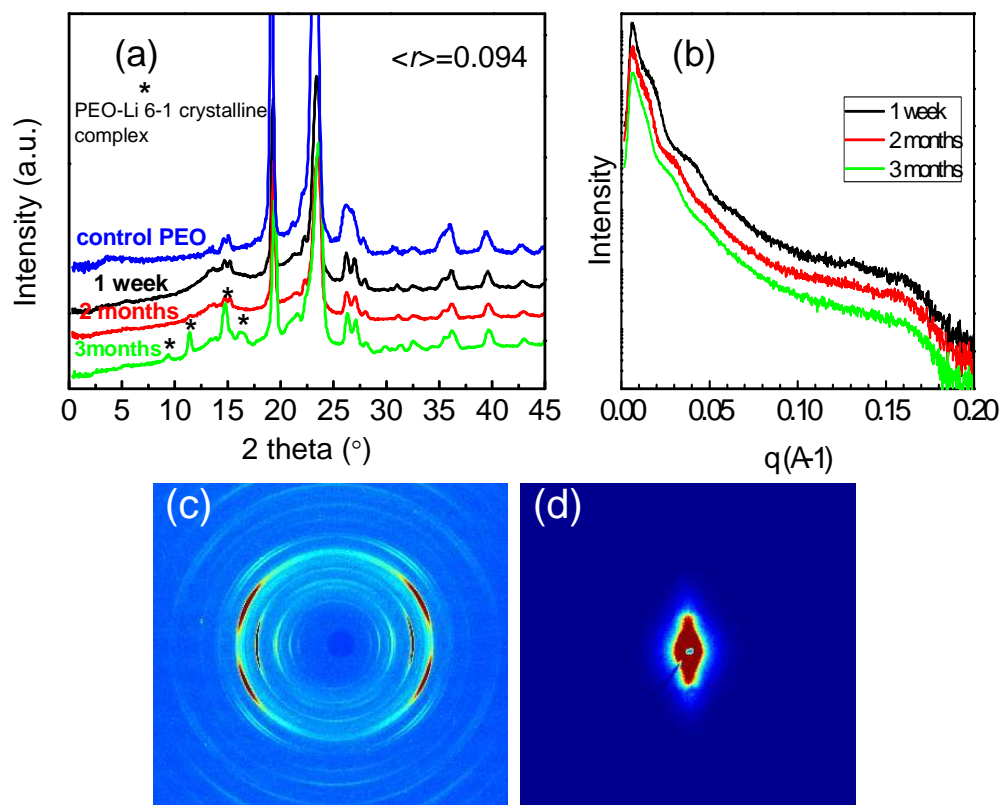 (a)
<r>=0.094
*
PEO-Li 6-1 crystalline
complex
control PEO
1 week
2 months
3months
*
*
*
*
Intensity (a.u.)
0 5 10 15 20 25 30 35 40 45
2 theta (°)
(b)
1 week
2 months
3 months
Intensity
0.00 0.05 0.10 0.15 0.20
q (A-1)
(c)
(d)